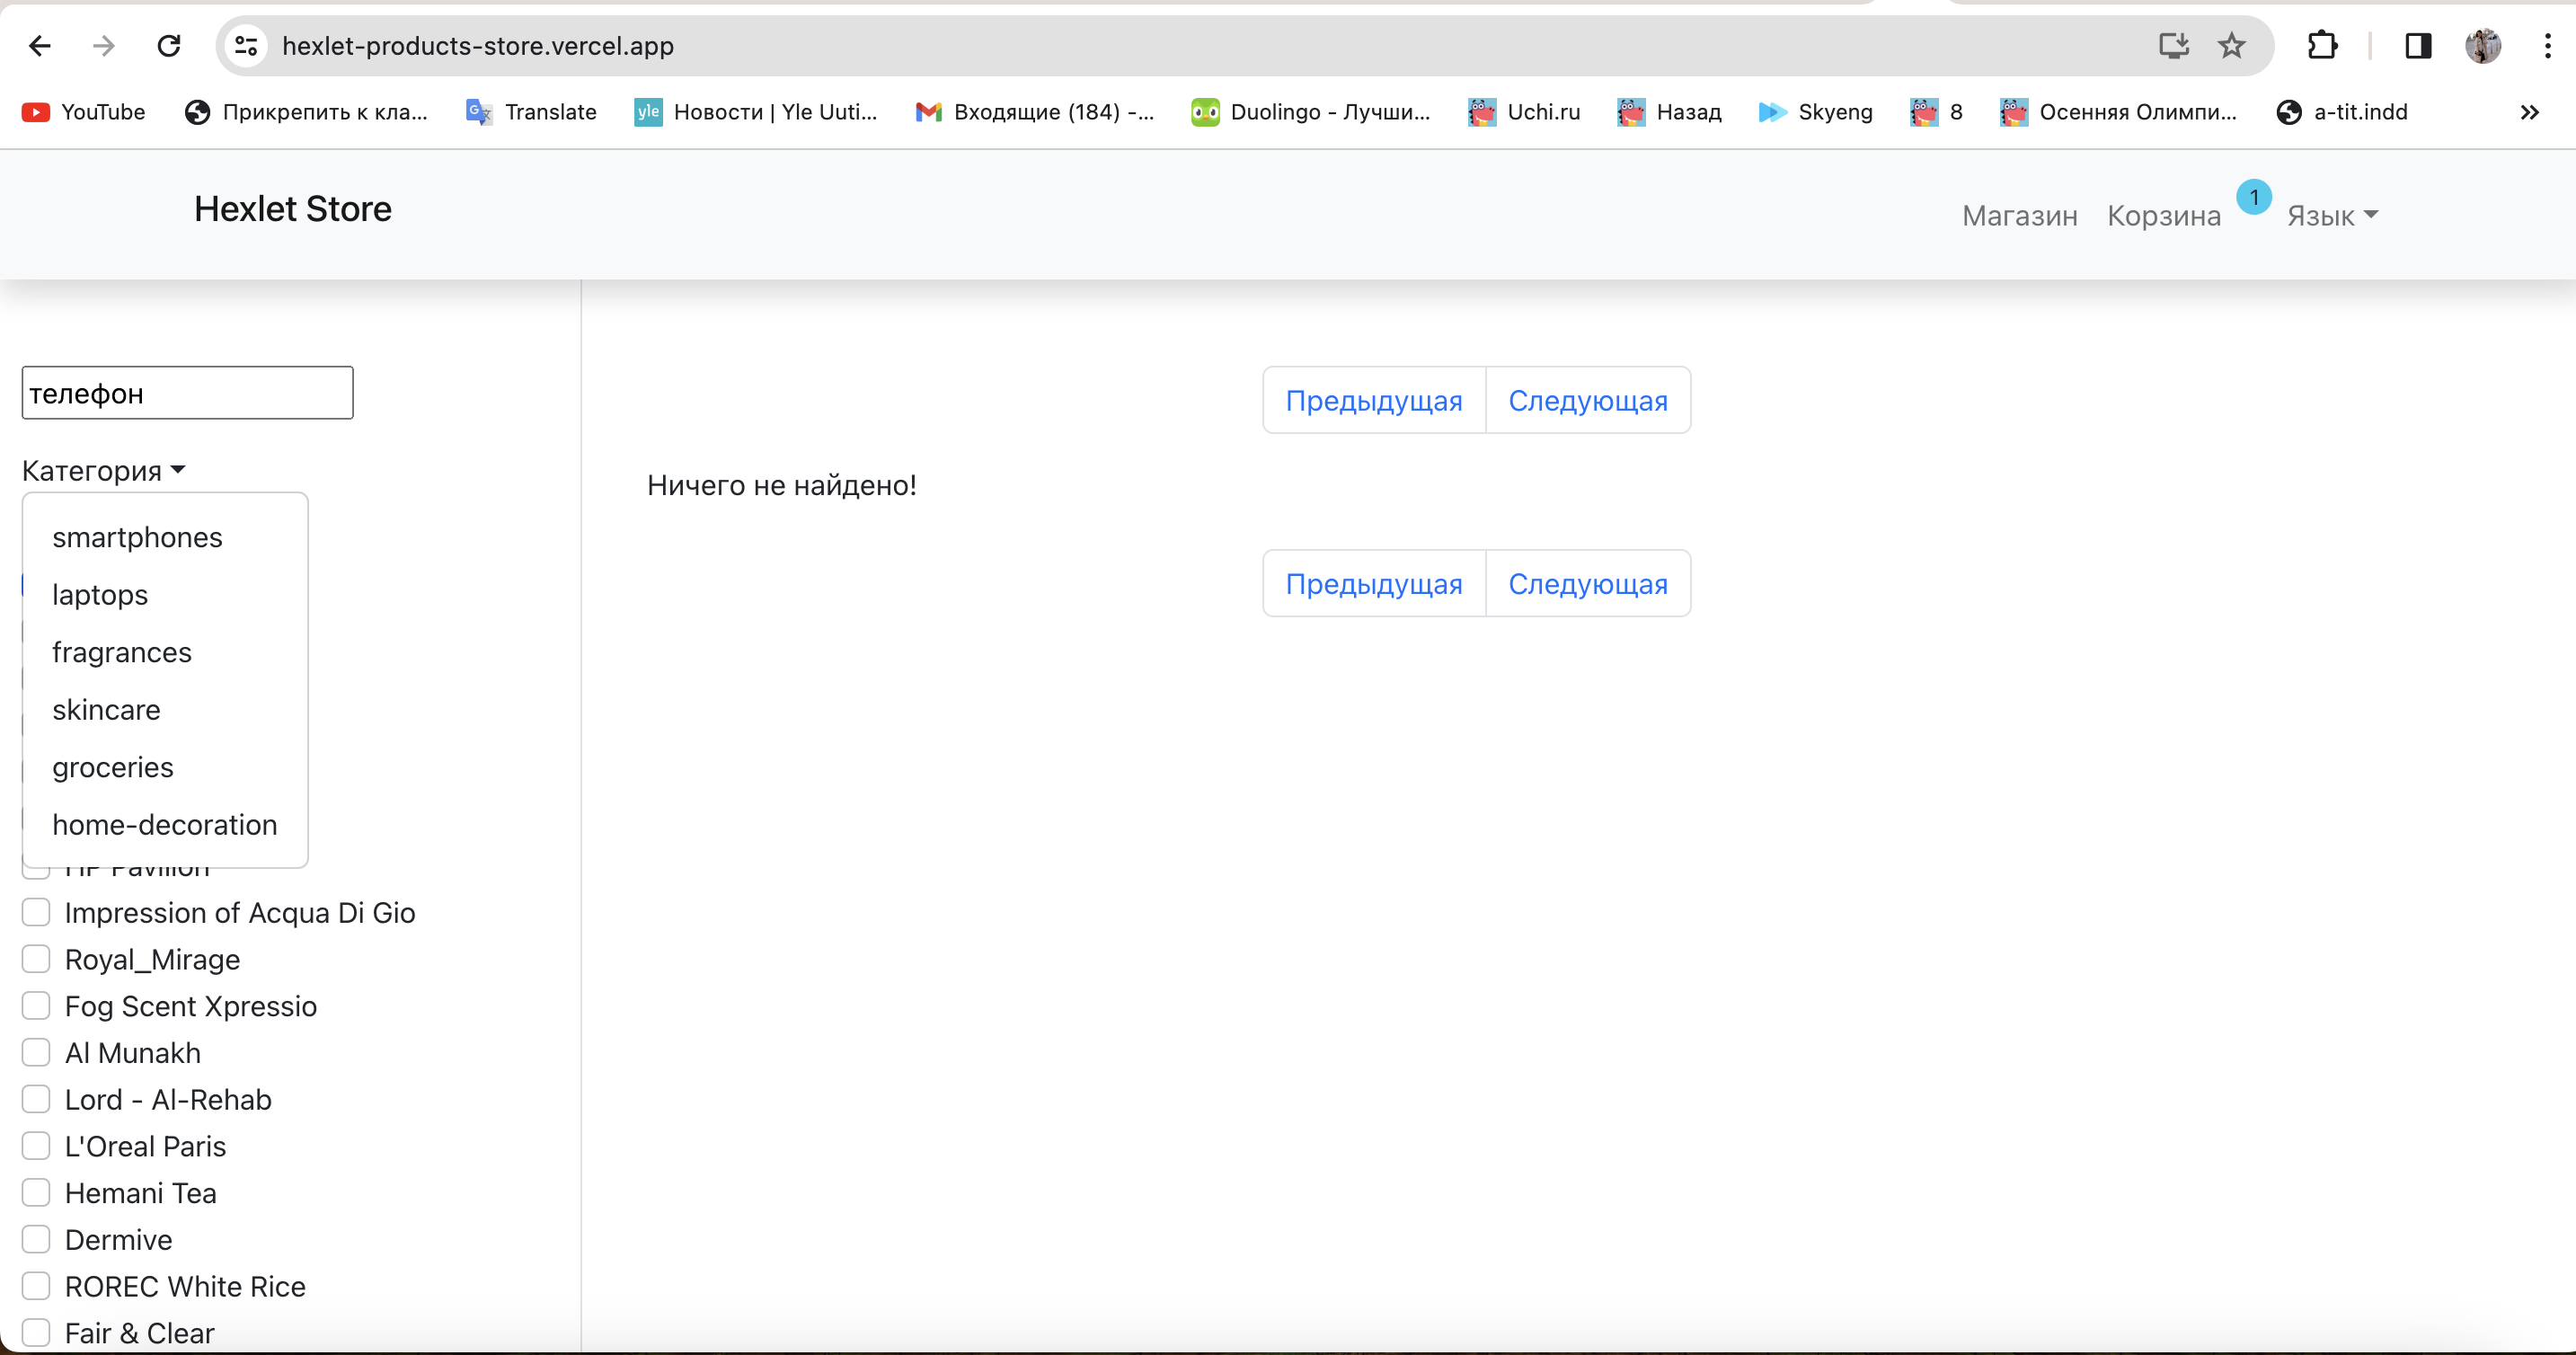 hexlet-products-store.vercel.app
YouTube Прикрепить к кла... Translate yle Новости | Yle Uuti... Входящие (184) -... Duolingo - Лучши... Uchi.ru Назад Skyeng 8 Осенняя Олимпи... a-tit.indd
Hexlet Store Магазин Корзина 1 Язык
телефон
Предыдущая Следующая
Категория
Ничего не найдено!
smartphones
laptops
Предыдущая Следующая
fragrances
skincare
groceries
home-decoration
HP Pavilion
Impression of Acqua Di Gio
Royal_Mirage
Fog Scent Xpressio
Al Munakh
Lord - Al-Rehab
L'Oreal Paris
Hemani Tea
Dermive
ROREC White Rice
Fair & Clear